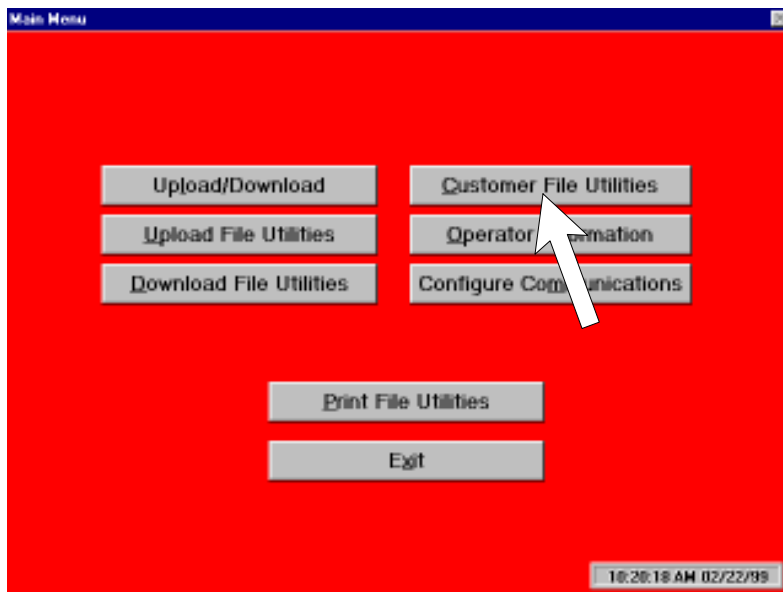 Main Menu
Upload/Download
Customer File Utilities
Upload File Utilities
Operator
Download File Utilities
Configure Communications
Print File Utilities
Exit
10:20:18 AM 02/22/99